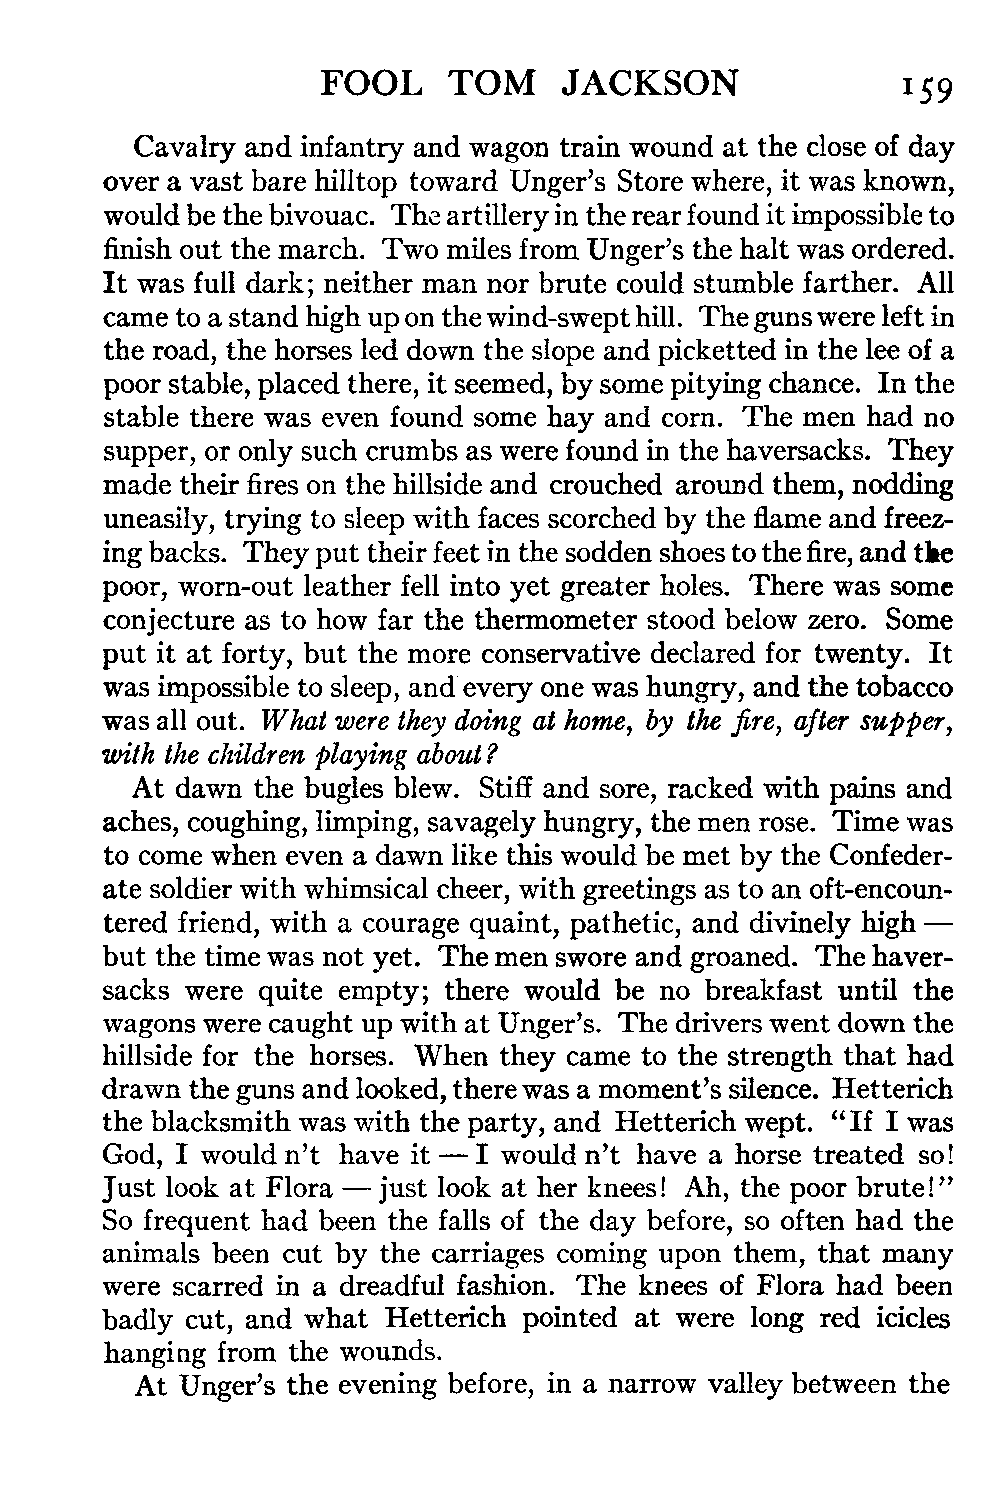 FOOL TOM JACKSON 159
Cavalry and infantry and wagon train wound at the close of day
over a vast bare hilltop toward Unger's Store where, it was known,
would be the bivouac. The artillery in the rear found it impossible to
finish out the march. Two miles from Unger's the halt was ordered.
It was full dark; neither man nor brute could stumble farther. All
came to a stand high up on the wind-swept hill. The guns were left in
the road, the horses led down the slope and picketted in the lee of a
poor stable, placed there, it seemed, by some pitying chance. In the
stable there was even found some hay and corn. The men had no
supper, or only such crumbs as were found in the haversacks. They
made their fires on the hillside and crouched around them, nodding
uneasily, trying to sleep with faces scorched by the flame and freez-
ing backs. They put their feet in the sodden shoes to the fire, and the
poor, worn-out leather fell into yet greater holes. There was some
conjecture as to how far the thermometer stood below zero. Some
put it at forty, but the more conservative declared for twenty. It
was impossible to sleep, and every one was hungry, and the tobacco
was all out. What were they doing at home, by the fire, after supper,
with the children playing about?
At dawn the bugles blew. Stiff and sore, racked with pains and
aches, coughing, limping, savagely hungry, the men rose. Time was
to come when even a dawn like this would be met by the Confeder-
ate soldier with whimsical cheer, with greetings as to an oft-encoun-
tered friend, with a courage quaint, pathetic, and divinely high —
but the time was not yet. The men swore and groaned. The haver-
sacks were quite empty; there would be no breakfast until the
wagons were caught up with at Unger's. The drivers went down the
hillside for the horses. When they came to the strength that had
drawn the guns and looked, there was a moment's silence. Hetterich
the blacksmith was with the party, and Hetterich wept. "If I was
God, I would n't have it — I would n't have a horse treated so!
Just look at Flora — just look at her knees! Ah, the poor brute!"
So frequent had been the falls of the day before, so often had the
animals been cut by the carriages coming upon them, that many
were scarred in a dreadful fashion. The knees of Flora had been
badly cut, and what Hetterich pointed at were long red icicles
hanging from the wounds.
At Unger's the evening before, in a narrow valley between the